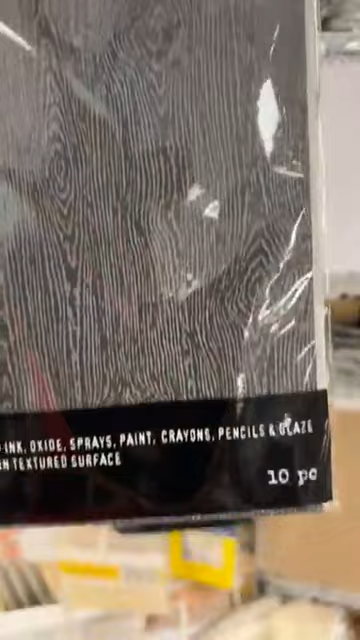 INK, OXIDE, SPRAYS, PAINT, CRAYONS, PENCILS & GLAZE
TEXTURED SURFACE
10 pc